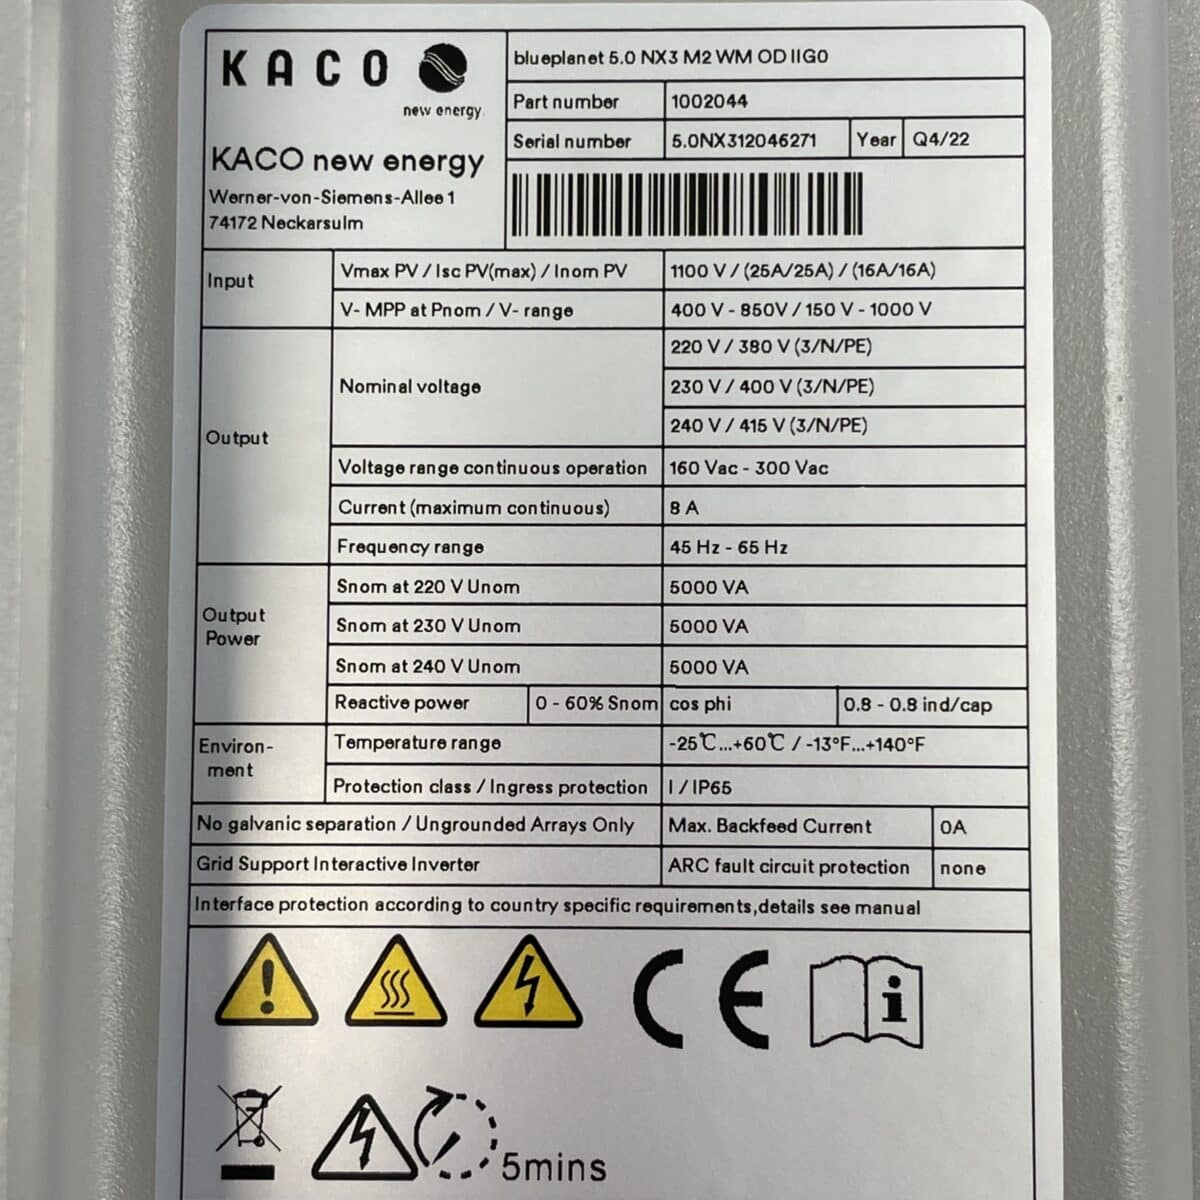 KACO
new energy.
KACO new energy
Werner-von-Siemens-Allee 1
74172 Neckarsulm
blueplanet 5.0 NX3 M2 WM OD IIG0
Part number 1002044
Serial number 5.0NX312046271 Year Q4/22
Input
Vmax PV / Isc PV(max) / Inom PV 1100 V / (25A/25A) / (16A/16A)
V- MPP at Pnom / V- range 400 V - 850V / 150 V - 1000 V
Output
Nominal voltage
220 V / 380 V (3/N/PE)
230 V / 400 V (3/N/PE)
240 V / 415 V (3/N/PE)
Voltage range continuous operation 160 Vac - 300 Vac
Current (maximum continuous) 8 A
Frequency range 45 Hz - 65 Hz
Output
Power
Snom at 220 V Unom 5000 VA
Snom at 230 V Unom 5000 VA
Snom at 240 V Unom 5000 VA
Reactive power 0 - 60% Snom cos phi 0.8 - 0.8 ind/cap
Environ-
ment
Temperature range -25℃...+60℃ / -13°F...+140°F
Protection class / Ingress protection I / IP65
No galvanic separation / Ungrounded Arrays Only Max. Backfeed Current 0A
Grid Support Interactive Inverter ARC fault circuit protection none
Interface protection according to country specific requirements,details see manual
CE
i
5mins